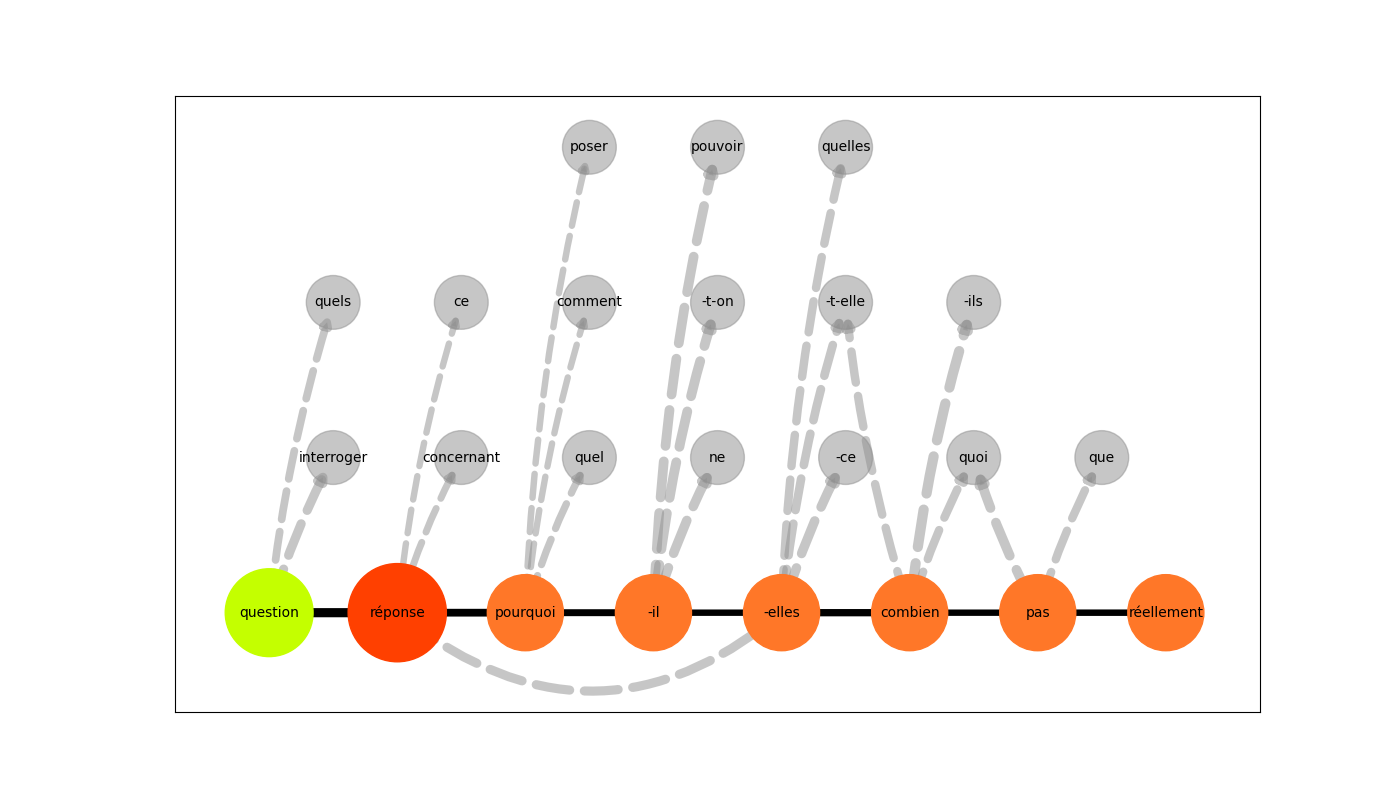 poser pouvoir quelles
quels ce comment -t-on -t-elle -ils
interroger concernant quel ne -ce quoi que
question réponse pourquoi -il -elles combien pas réellement